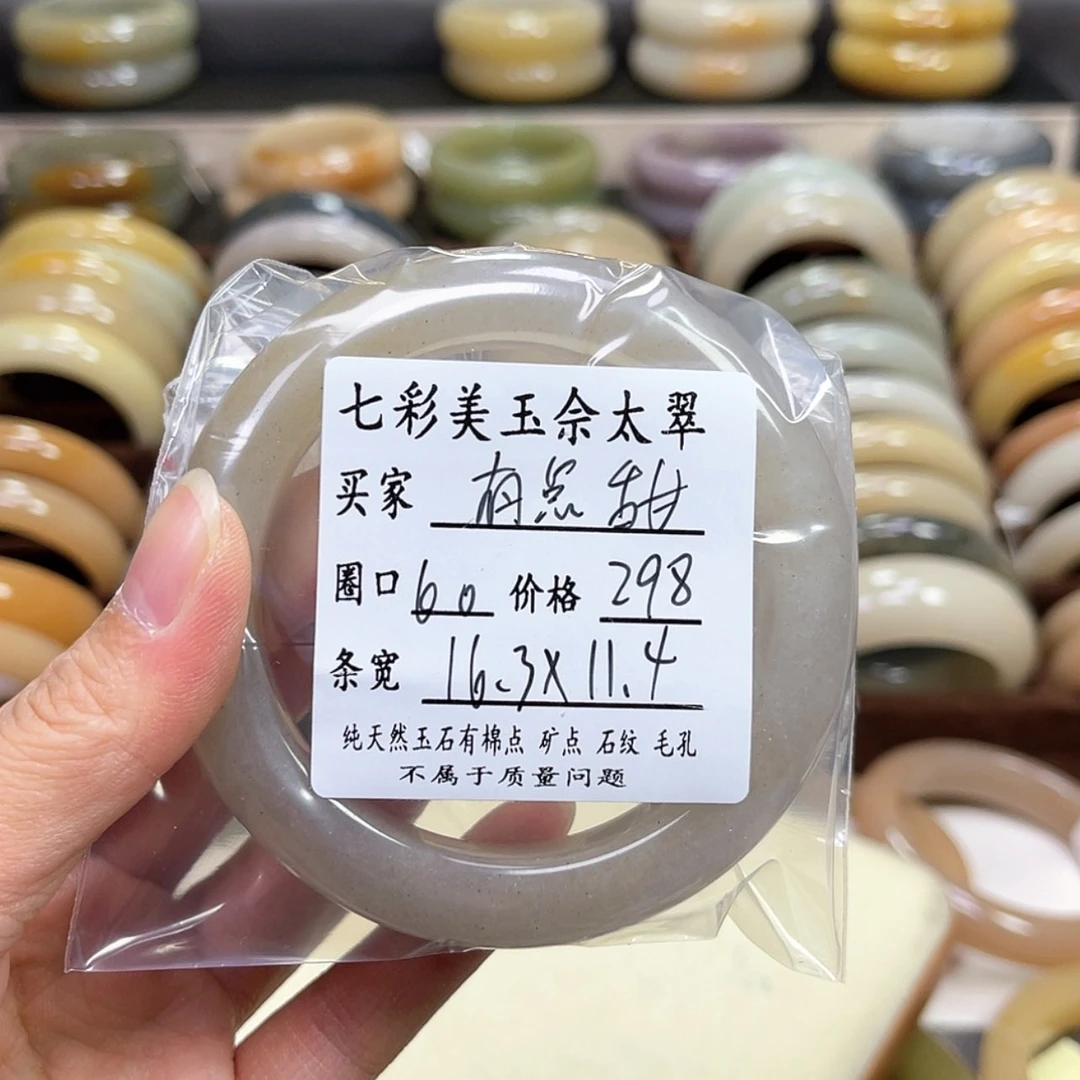 七彩美玉佘太翠
买家 有点甜
圈口 60 价格 298
条宽 16.3X11.4
纯天然玉石有棉点 矿点 石纹 毛孔
不属于质量问题